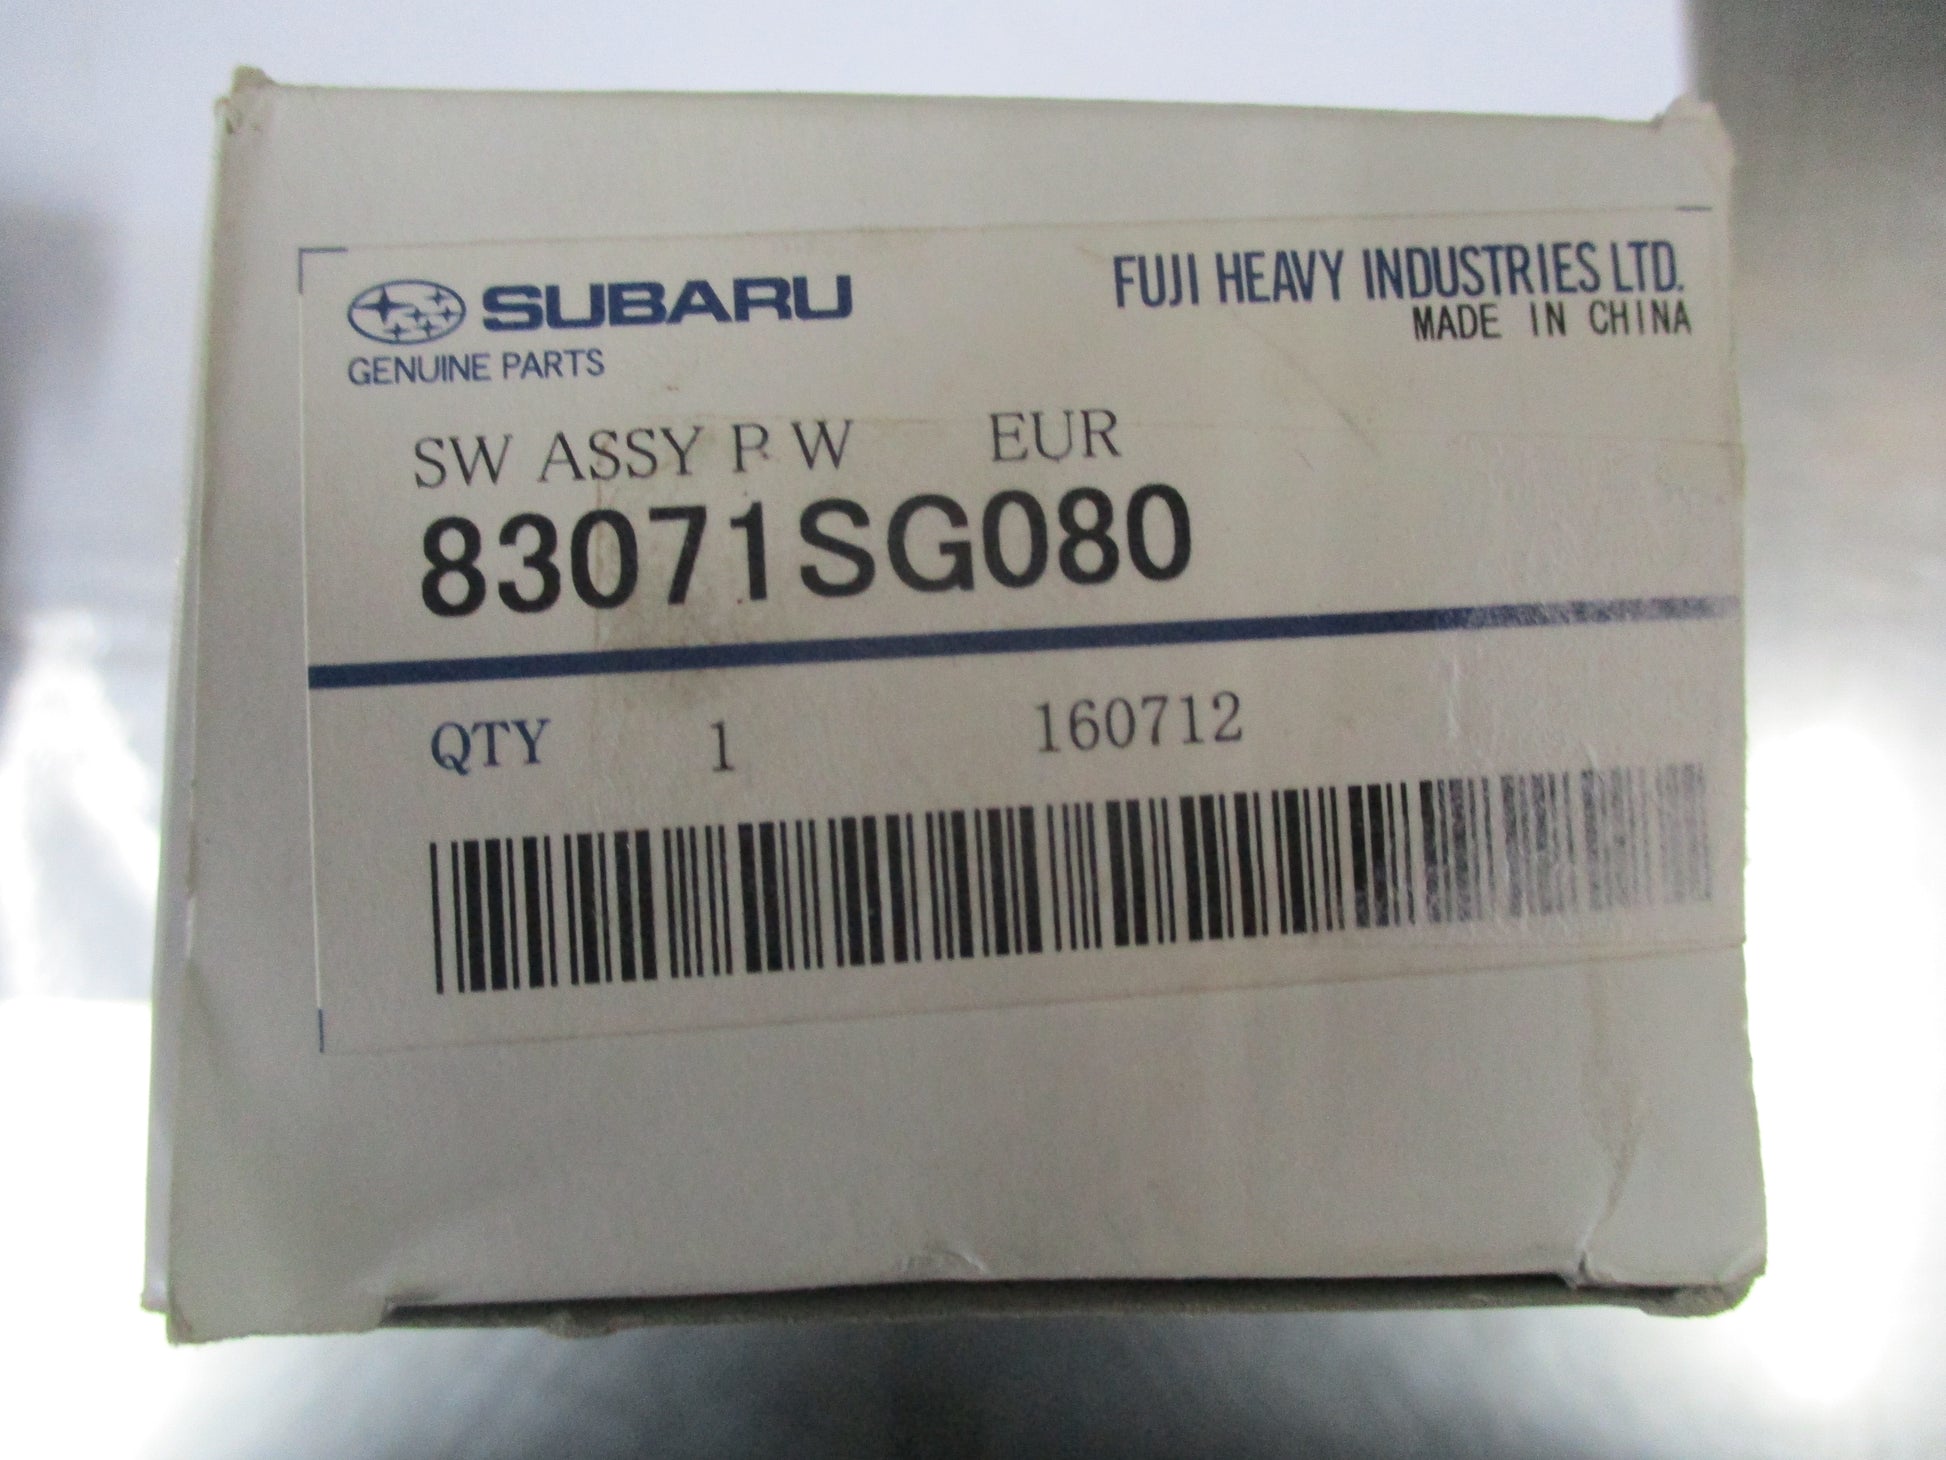 SUBARU
GENUINE PARTS
FUJI HEAVY INDUSTRIES LTD.
MADE IN CHINA
SW ASSY P W EUR
83071SG080
QTY 1 160712